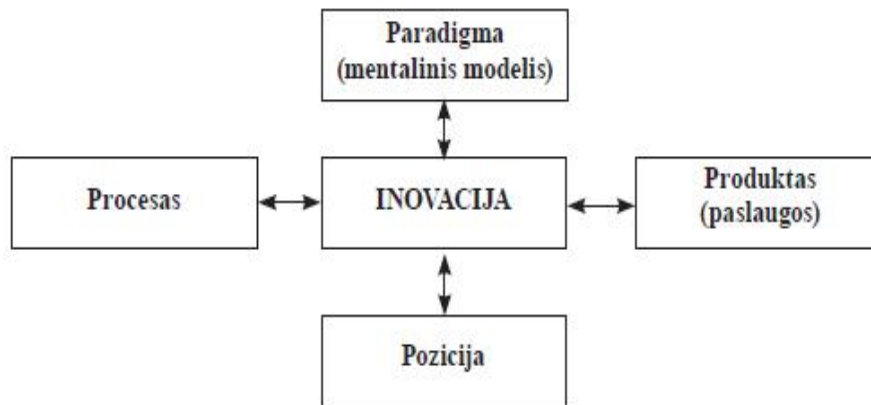 Paradigma
(mentalinis modelis)
Procesas
INOVACIJA
Produktas
(paslaugos)
Pozicija